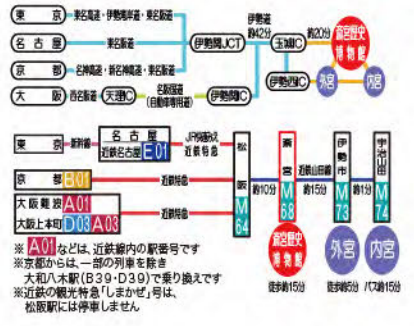 東京 東名高速・伊勢湾岸道・東名阪道
名古屋 東名阪道
京都 名神高速・新名神高速・東名阪道
大阪 西名阪道 天理IC 名阪国道 (自動車専用道) 伊勢関IC
伊勢関JCT 伊勢道 約42分 玉城IC 約20分 斎宮歴史博物館
伊勢西IC 外宮 内宮
東京 新幹線 名古屋 近鉄名古屋 E01 JR快速みえ 近鉄特急
京都 B01 近鉄特急
大阪難波 A01
大阪上本町 D03 A03 近鉄特急
松阪 M64 約10分 斎宮 M68 近鉄山田線 約15分 伊勢市 M73 約1分 宇治山田 M74
斎宮歴史博物館 外宮 内宮
徒歩約15分 徒歩約5分 バス約15分
※A01などは、近鉄線内の駅番号です
※京都からは、一部の列車を除き
大和八木駅(B39・D39)で乗り換えです
※近鉄の観光特急「しまかぜ」号は、
松阪駅には停車しません